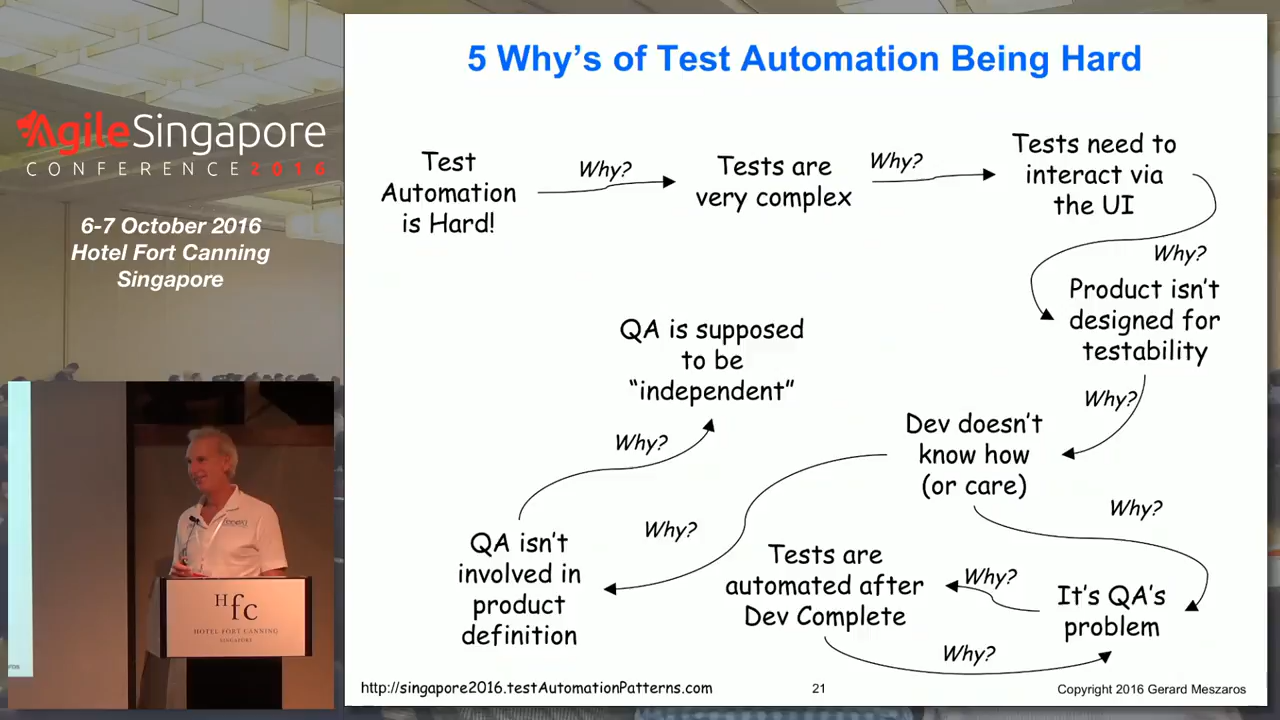 AgileSingapore
CONFERENCE 2016
6-7 October 2016
Hotel Fort Canning
Singapore
Hfc
HOTEL FORT CANNING
SINGAPORE
5 Why's of Test Automation Being Hard
Test
Automation
is Hard!
Why?
Tests are
very complex
Why?
Tests need to
interact via
the UI
Why?
Product isn't
designed for
testability
Why?
Dev doesn't
know how
(or care)
Why?
It's QA's
problem
Why?
Tests are
automated after
Dev Complete
Why?
Why?
QA isn't
involved in
product
definition
Why?
QA is supposed
to be
“independent”
http://singapore2016.testAutomationPatterns.com
21
Copyright 2016 Gerard Meszaros